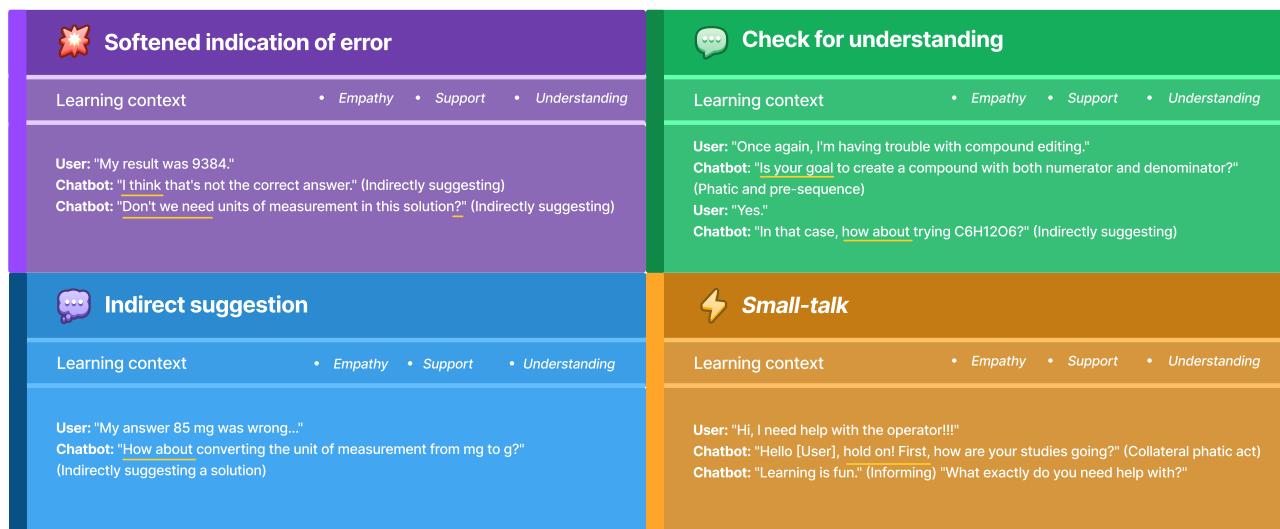 Softened indication of error
Learning context
• Empathy • Support • Understanding
User: "My result was 9384."
Chatbot: "I think that's not the correct answer." (Indirectly suggesting)
Chatbot: "Don't we need units of measurement in this solution?" (Indirectly suggesting)
Check for understanding
Learning context
• Empathy • Support • Understanding
User: "Once again, I'm having trouble with compound editing."
Chatbot: "Is your goal to create a compound with both numerator and denominator?"
(Phatic and pre-sequence)
User: "Yes."
Chatbot: "In that case, how about trying C6H12O6?" (Indirectly suggesting)
Indirect suggestion
Learning context
• Empathy • Support • Understanding
User: "My answer 85 mg was wrong..."
Chatbot: "How about converting the unit of measurement from mg to g?"
(Indirectly suggesting a solution)
Small-talk
Learning context
• Empathy • Support • Understanding
User: "Hi, I need help with the operator!!!"
Chatbot: "Hello [User], hold on! First, how are your studies going?" (Collateral phatic act)
Chatbot: "Learning is fun." (Informing) "What exactly do you need help with?"